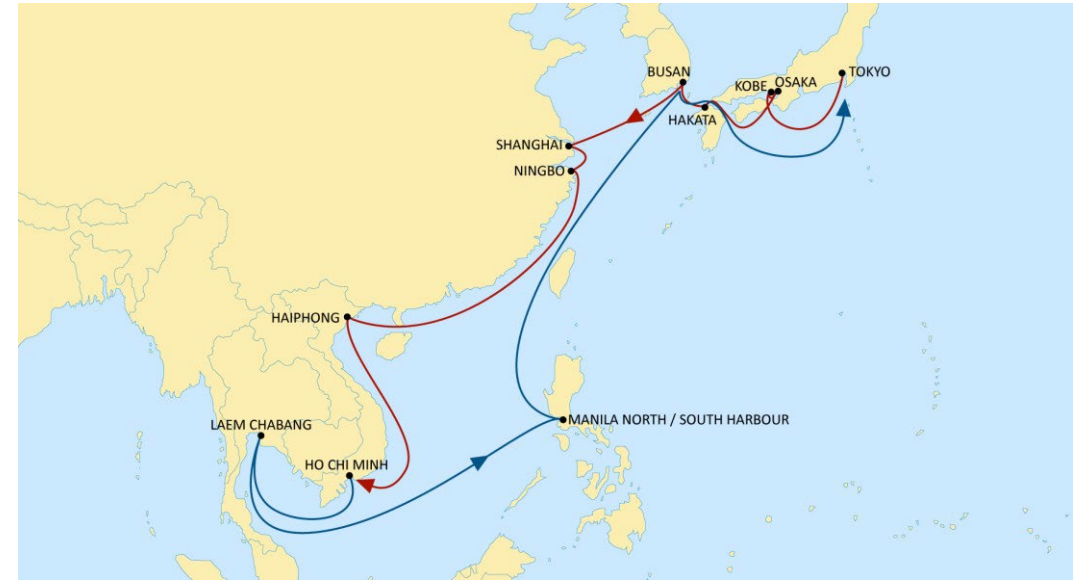 BUSAN
TOKYO
KOBE
OSAKA
HAKATA
SHANGHAI
NINGBO
HAIPHONG
LAEM CHABANG
MANILA NORTH / SOUTH HARBOUR
HO CHI MINH